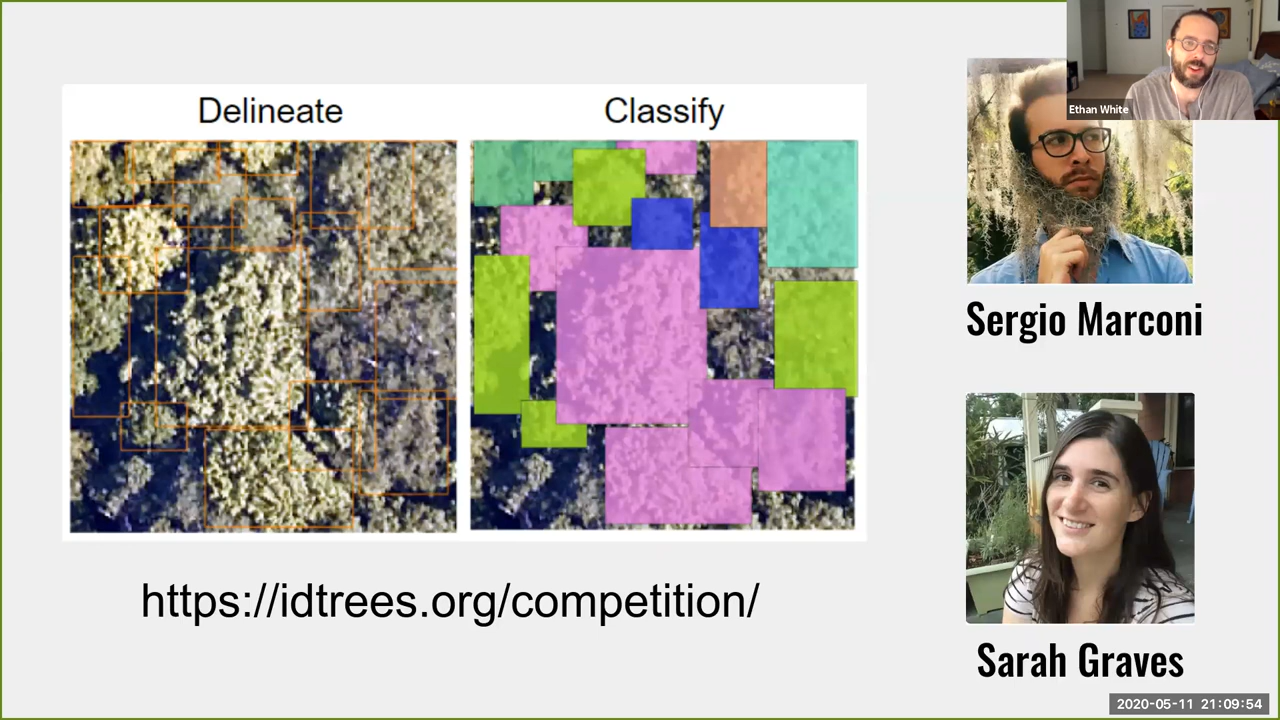 Delineate
Classify
Ethan White
Sergio Marconi
https://idtrees.org/competition/
Sarah Graves
2020-05-11 21:09:54